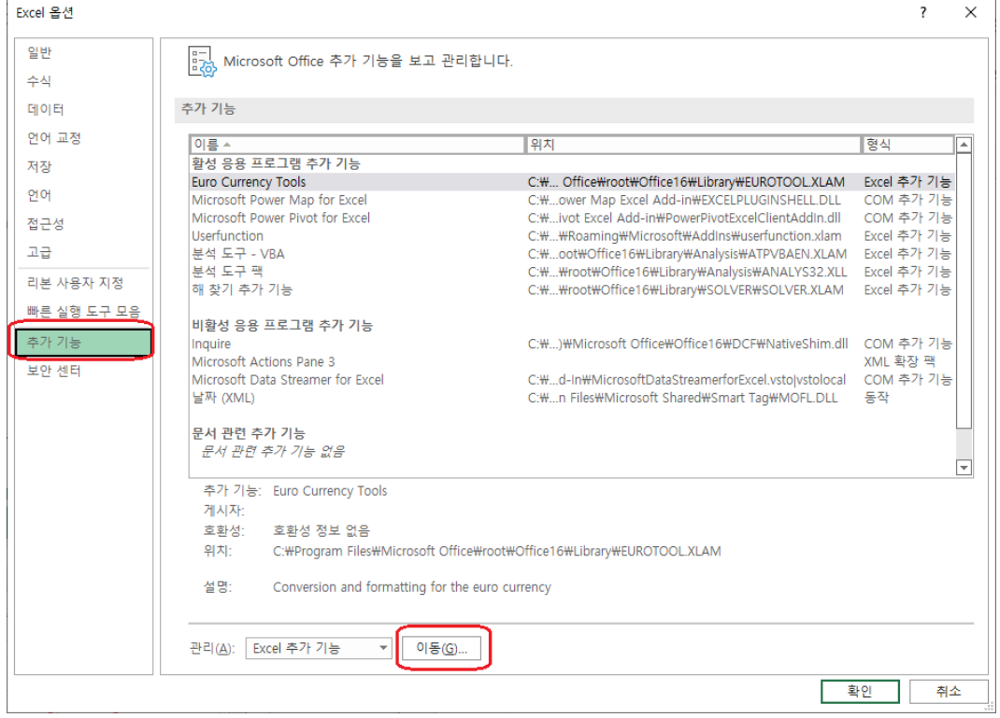 Excel 옵션
?
일반
수식
데이터
언어 교정
저장
언어
접근성
고급
리본 사용자 지정
빠른 실행 도구 모음
추가 기능
보안 센터
Microsoft Office 추가 기능을 보고 관리합니다.
추가 기능
이름 위치 형식
활성 응용 프로그램 추가 기능
Euro Currency Tools C:₩... Office₩root₩Office16₩Library₩EUROTOOL.XLAM Excel 추가 기능
Microsoft Power Map for Excel C:₩...ower Map Excel Add-in₩EXCELPLUGINSHELL.DLL COM 추가 기능
Microsoft Power Pivot for Excel C:₩...ivot Excel Add-in₩PowerPivotExcelClientAddIn.dll COM 추가 기능
Userfunction C:₩...₩Roaming₩Microsoft₩AddIns₩userfunction.xlam Excel 추가 기능
분석 도구 - VBA C:₩...oot₩Office16₩Library₩Analysis₩ATPVBAEN.XLAM Excel 추가 기능
분석 도구 팩 C:₩...₩root₩Office16₩Library₩Analysis₩ANALYS32.XLL Excel 추가 기능
해 찾기 추가 기능 C:₩...₩root₩Office16₩Library₩SOLVER₩SOLVER.XLAM Excel 추가 기능
비활성 응용 프로그램 추가 기능
Inquire C:₩...)₩Microsoft Office₩Office16₩DCF₩NativeShim.dll COM 추가 기능
Microsoft Actions Pane 3 XML 확장 팩
Microsoft Data Streamer for Excel C:₩...d-In₩MicrosoftDataStreamerforExcel.vsto|vstolocal COM 추가 기능
날짜 (XML) C:₩...n Files₩Microsoft Shared₩Smart Tag₩MOFL.DLL 동작
문서 관련 추가 기능
문서 관련 추가 기능 없음
추가 기능: Euro Currency Tools
게시자:
호환성: 호환성 정보 없음
위치: C:₩Program Files₩Microsoft Office₩root₩Office16₩Library₩EUROTOOL.XLAM
설명: Conversion and formatting for the euro currency
관리(A): Excel 추가 기능 이동(G)...
확인 취소